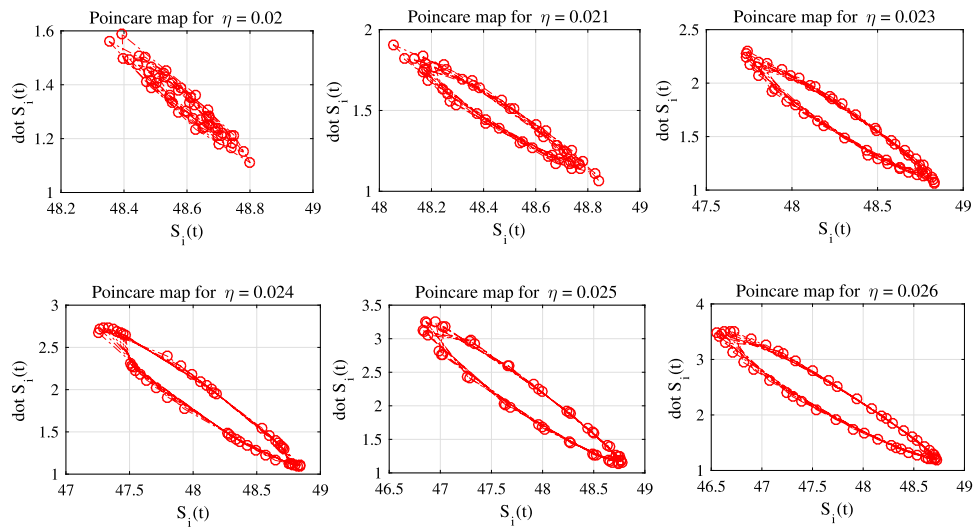 Poincare map for η = 0.02
1.6
1.4
1.2
1
dot S_i(t)
48.2 48.4 48.6 48.8 49
S_i(t)
Poincare map for η = 0.021
2
1.5
1
dot S_i(t)
48 48.2 48.4 48.6 48.8 49
S_i(t)
Poincare map for η = 0.023
2.5
2
1.5
1
dot S_i(t)
47.5 48 48.5 49
S_i(t)
Poincare map for η = 0.024
3
2.5
2
1.5
1
dot S_i(t)
47 47.5 48 48.5 49
S_i(t)
Poincare map for η = 0.025
3.5
3
2.5
2
1.5
1
dot S_i(t)
46.5 47 47.5 48 48.5 49
S_i(t)
Poincare map for η = 0.026
4
3
2
1
dot S_i(t)
46.5 47 47.5 48 48.5 49
S_i(t)